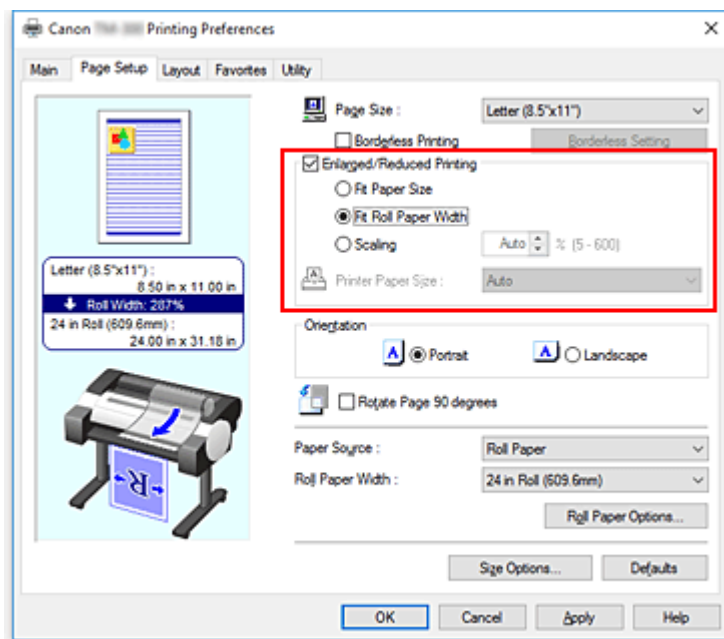 Canon Printing Preferences
Main Page Setup Layout Favorites Utility
Page Size : Letter (8.5"x11")
Borderless Printing Borderless Setting
Enlarged/Reduced Printing
Fit Paper Size
Fit Roll Paper Width
Scaling Auto % (5 - 600)
Printer Paper Size : Auto
Letter (8.5"x11") :
8.50 in x 11.00 in
Roll Width: 287%
24 in Roll (609.6mm) :
24.00 in x 31.18 in
Orientation
A Portrait A Landscape
Rotate Page 90 degrees
R
Paper Source : Roll Paper
Roll Paper Width : 24 in Roll (609.6mm)
Roll Paper Options...
Size Options... Defaults
OK Cancel Apply Help